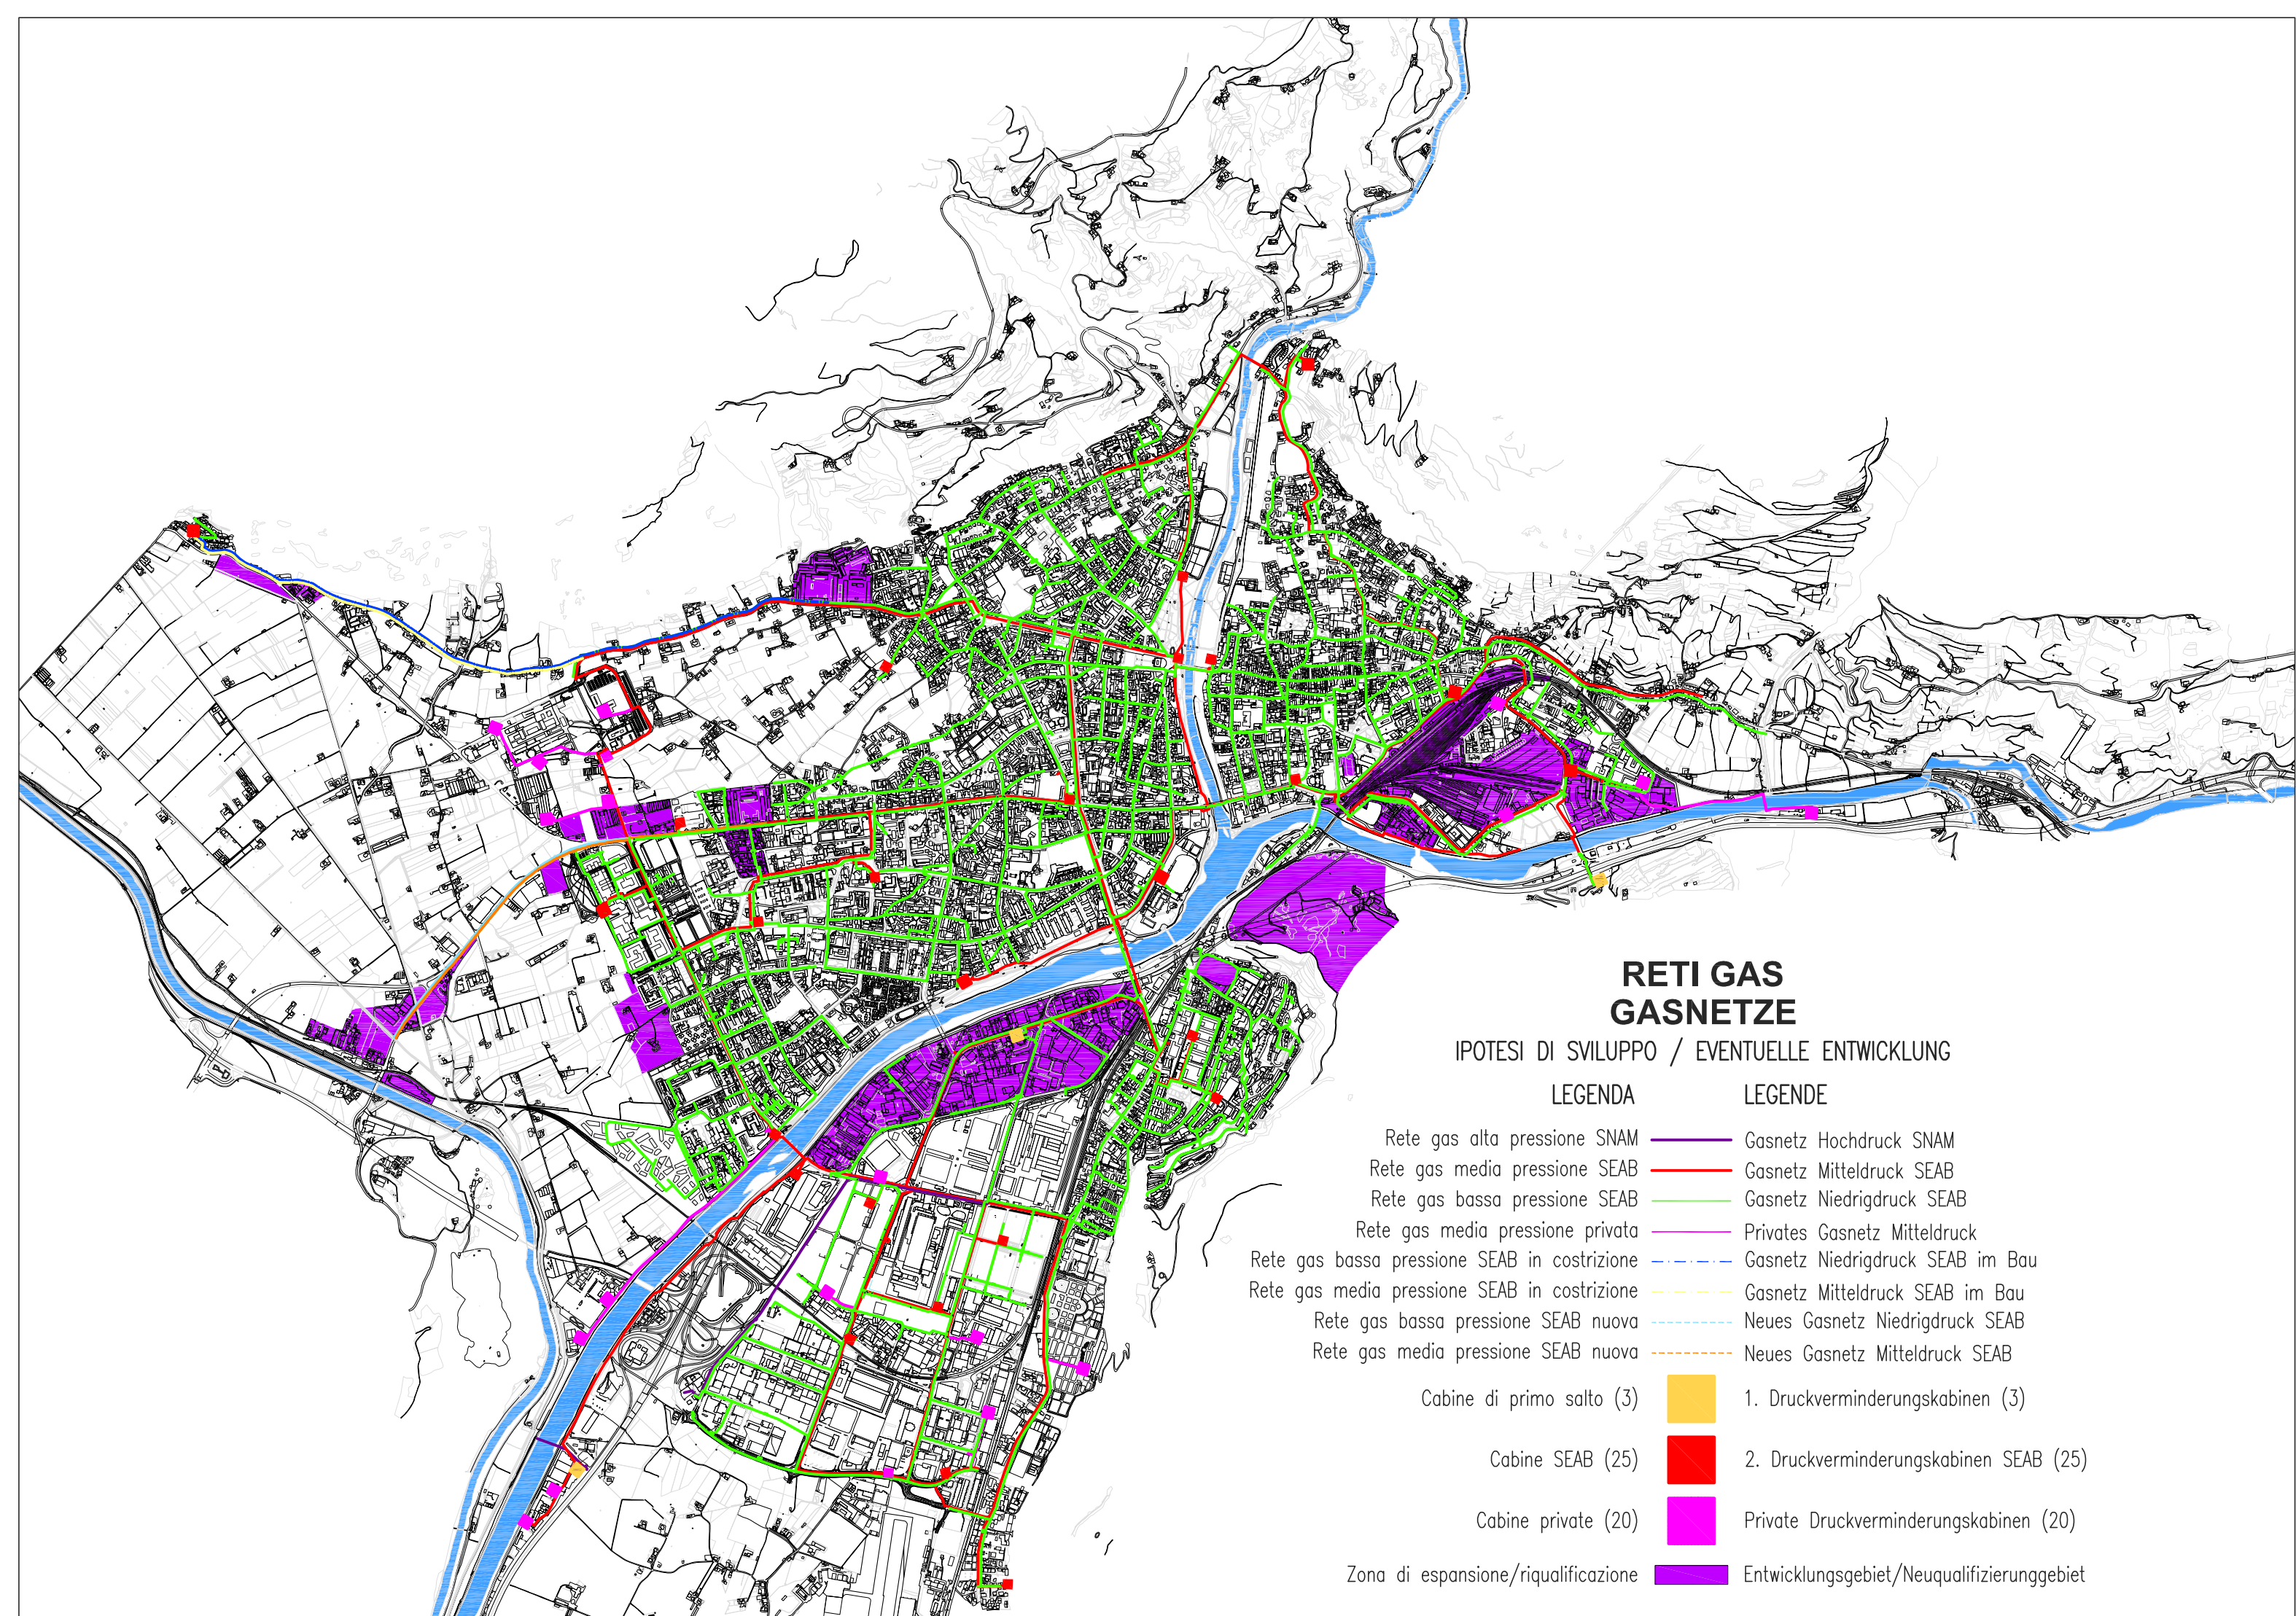 RETI GAS
GASNETZE
IPOTESI DI SVILUPPO / EVENTUELLE ENTWICKLUNG
LEGENDA LEGENDE
Rete gas alta pressione SNAM Gasnetz Hochdruck SNAM
Rete gas media pressione SEAB Gasnetz Mitteldruck SEAB
Rete gas bassa pressione SEAB Gasnetz Niedrigdruck SEAB
Rete gas media pressione privata Privates Gasnetz Mitteldruck
Rete gas bassa pressione SEAB in costrizione Gasnetz Niedrigdruck SEAB im Bau
Rete gas media pressione SEAB in costrizione Gasnetz Mitteldruck SEAB im Bau
Rete gas bassa pressione SEAB nuova Neues Gasnetz Niedrigdruck SEAB
Rete gas media pressione SEAB nuova Neues Gasnetz Mitteldruck SEAB
Cabine di primo salto (3) 1. Druckverminderungskabinen (3)
Cabine SEAB (25) 2. Druckverminderungskabinen SEAB (25)
Cabine private (20) Private Druckverminderungskabinen (20)
Zona di espansione/riqualificazione Entwicklungsgebiet/Neuqualifizierunggebiet